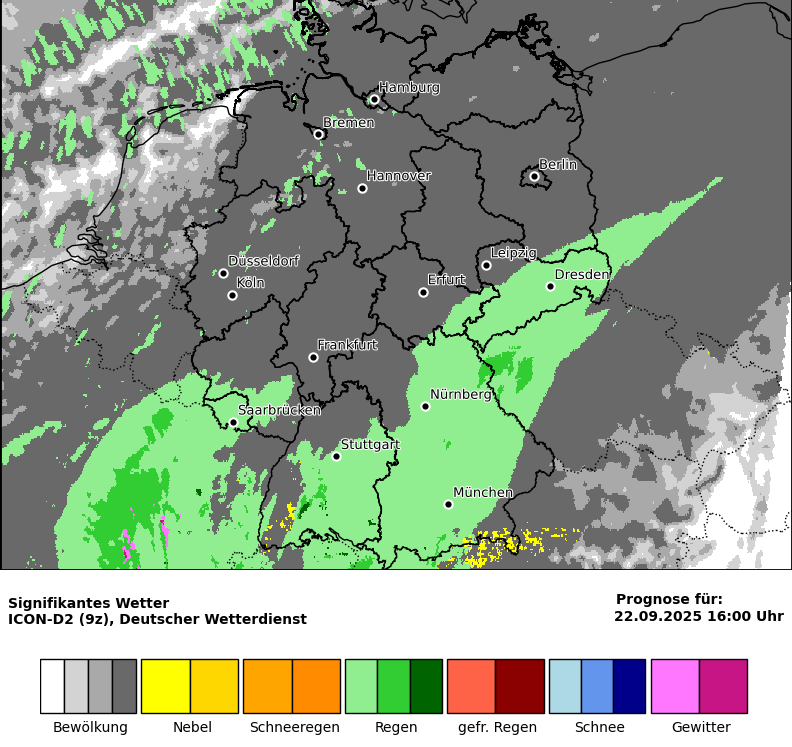 Hamburg
Bremen
Berlin
Hannover
Leipzig
Düsseldorf
Dresden
Köln
Erfurt
Frankfurt
Nürnberg
Saarbrücken
Stuttgart
München
Signifikantes Wetter
ICON-D2 (9z), Deutscher Wetterdienst
Prognose für:
22.09.2025 16:00 Uhr
Bewölkung
Nebel
Schneeregen
Regen
gefr. Regen
Schnee
Gewitter